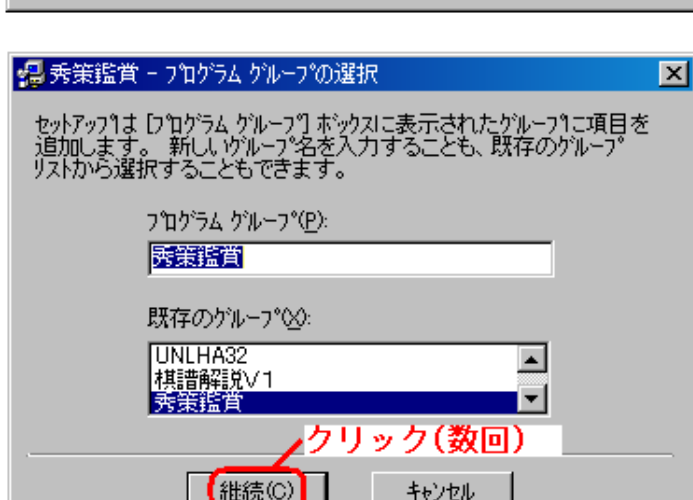 秀策鑑賞 - ﾌﾟﾛｸﾞﾗﾑ ｸﾞﾙｰﾌﾟの選択
ｾｯﾄｱｯﾌﾟは [ﾌﾟﾛｸﾞﾗﾑ ｸﾞﾙｰﾌﾟ] ﾎﾞｯｸｽに表示されたｸﾞﾙｰﾌﾟに項目を
追加します。 新しいｸﾞﾙｰﾌﾟ名を入力することも、既存のｸﾞﾙｰﾌﾟ
ﾘｽﾄから選択することもできます。
ﾌﾟﾛｸﾞﾗﾑ ｸﾞﾙｰﾌﾟ(P):
秀策鑑賞
既存のｸﾞﾙｰﾌﾟ(X):
UNLHA32
棋譜解説V1
秀策鑑賞
クリック(数回)
継続(C)
ｷｬﾝｾﾙ